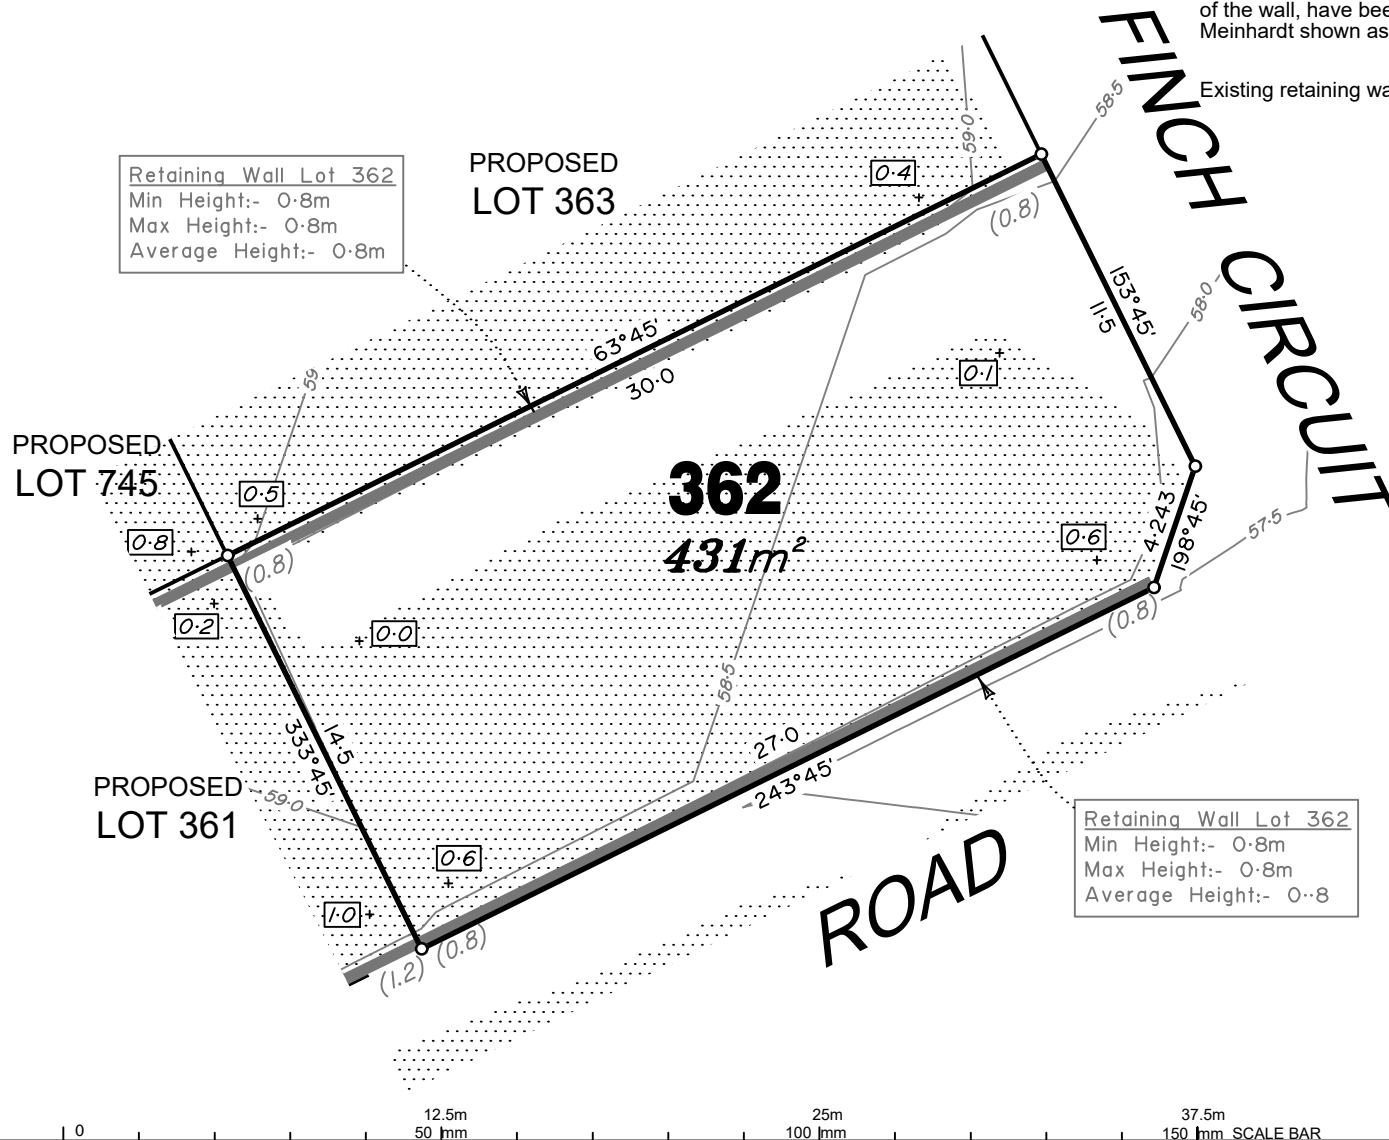 of the wall, have bee
Meinhardt shown as
Existing retaining wa
FINCH CIRCUIT
58·5
59·0
0·4
(0.8)
PROPOSED
LOT 363
Retaining Wall Lot 362
Min Height:- 0·8m
Max Height:- 0·8m
Average Height:- 0·8m
63°45'
30·0
153°45'
11·5
58·0
59
0·1
PROPOSED
LOT 745
0·5
0·8
(0.8)
0·2
0·0
362
431m²
0·6
4·243
198°45'
57·5
(0.8)
58·5
14·5
333°45'
27·0
243°45'
PROPOSED
LOT 361
59·0
0·6
1·0
(0.8)
(1.2)
ROAD
Retaining Wall Lot 362
Min Height:- 0·8m
Max Height:- 0·8m
Average Height:- 0··8
12.5m 25m 37.5m
0 50 mm 100 mm 150 mm SCALE BAR